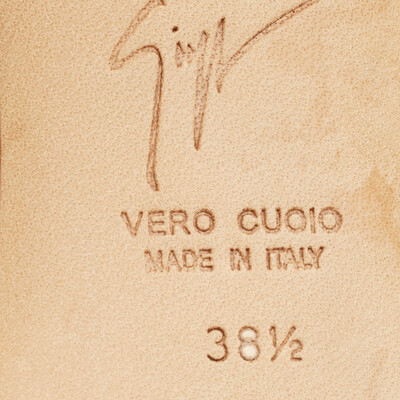 VERO CUOIO
MADE IN ITALY
38½